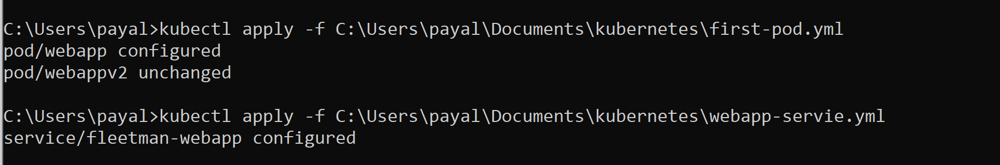 C:\Users\payal>kubectl apply -f C:\Users\payal\Documents\kubernetes\first-pod.yml
pod/webapp configured
pod/webappv2 unchanged
C:\Users\payal>kubectl apply -f C:\Users\payal\Documents\kubernetes\webapp-servie.yml
service/fleetman-webapp configured